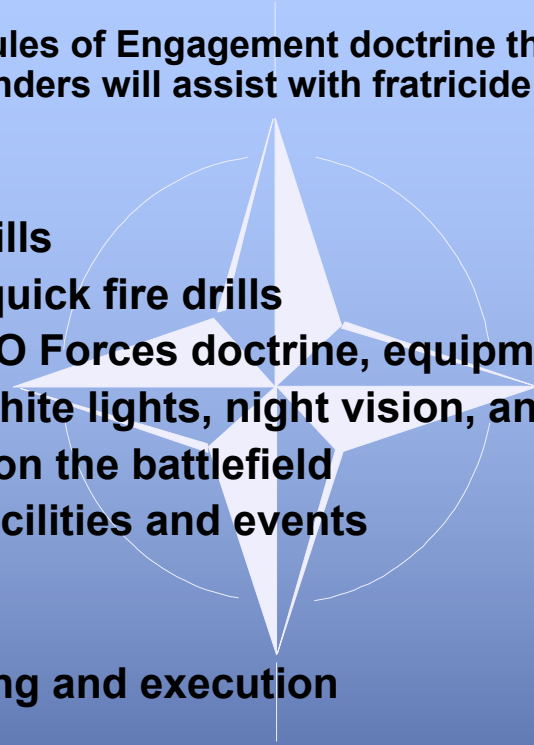 ules of Engagement doctrine th
nders will assist with fratricide
ills
quick fire drills
O Forces doctrine, equipm
hite lights, night vision, an
on the battlefield
cilities and events
ng and execution